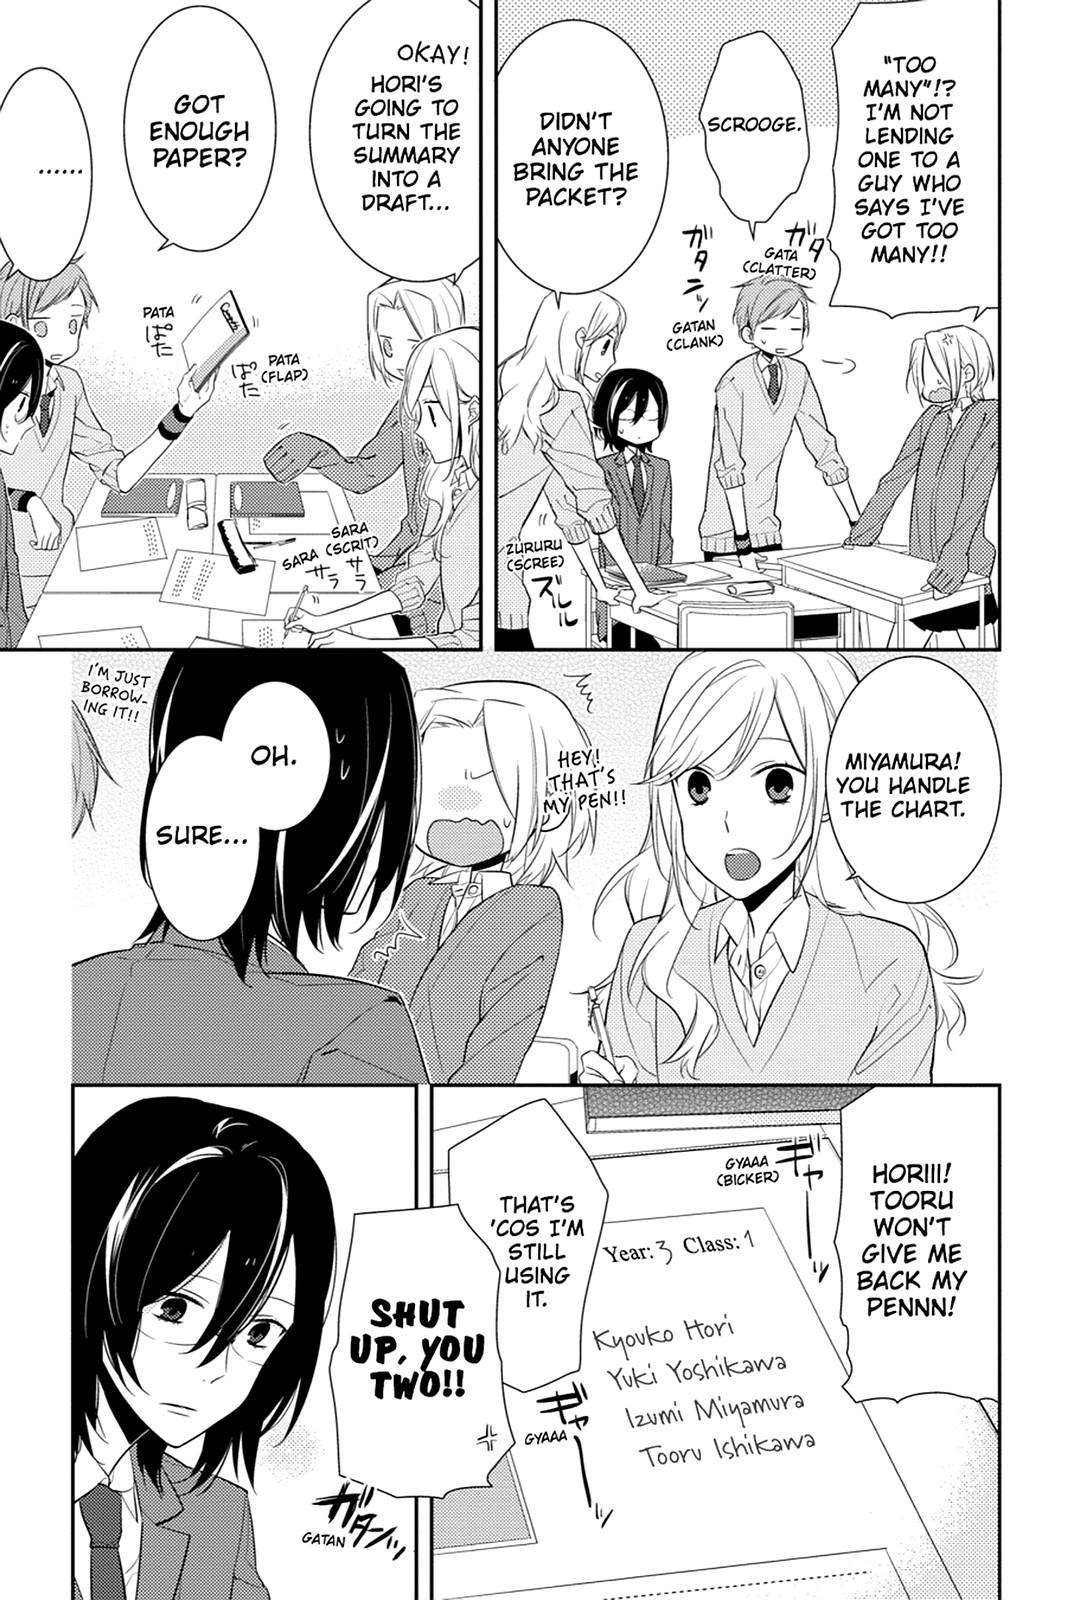 "TOO
MANY"!?
I'M NOT
LENDING
ONE TO A
GUY WHO
SAYS I'VE
GOT TOO
MANY!!
SCROOGE.
ガタ
GATA
(CLATTER)
ガタン
GATAN
(CLANK)
DIDN'T
ANYONE
BRING THE
PACKET?
ZURURU
(SCREE)
ズルル
OKAY!
HORI'S
GOING TO
TURN THE
SUMMARY
INTO A
DRAFT...
GOT
ENOUGH
PAPER?
......
PATA
ぱた
PATA
(FLAP)
ぱた
SARA
SARA (SCRIT)
サラ
サラ
MIYAMURA!
YOU HANDLE
THE CHART.
HEY!
THAT'S
MY PEN!!
I'M JUST
BORROW-
ING IT!!
OH.
SURE...
HORIII!
TOORU
WON'T
GIVE ME
BACK MY
PENNN!
ギャー
GYAAA
(BICKER)
Year: 3 Class: 1
Kyouko Hori
Yuki Yoshikawa
Izumi Miyamura
Tooru Ishikawa
THAT'S
'COS I'M
STILL
USING
IT.
ギャー
GYAAA
SHUT
UP, YOU
TWO!!
ガターン
GATAN